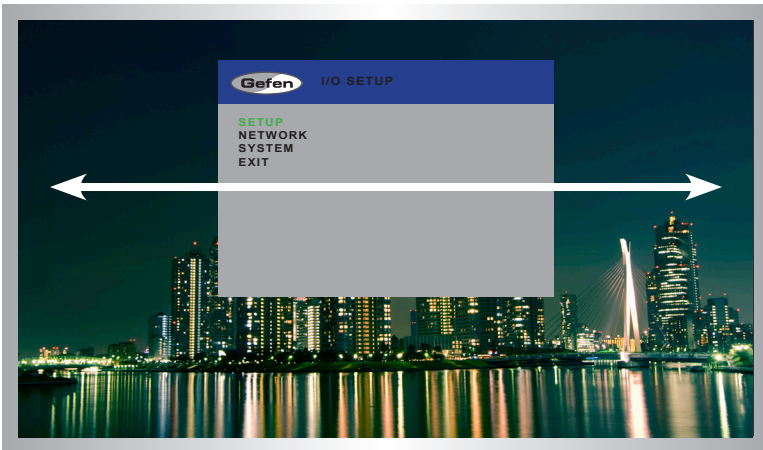 Gefen I/O SETUP
SETUP
NETWORK
SYSTEM
EXIT